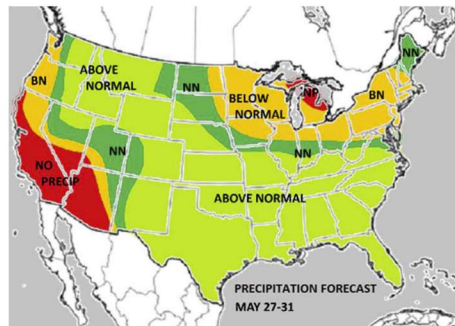 NN
ABOVE
NORMAL
BN
NN
BELOW
NORMAL
NP
BN
NN
NN
NO
PRECIP
ABOVE NORMAL
PRECIPITATION FORECAST
MAY 27-31